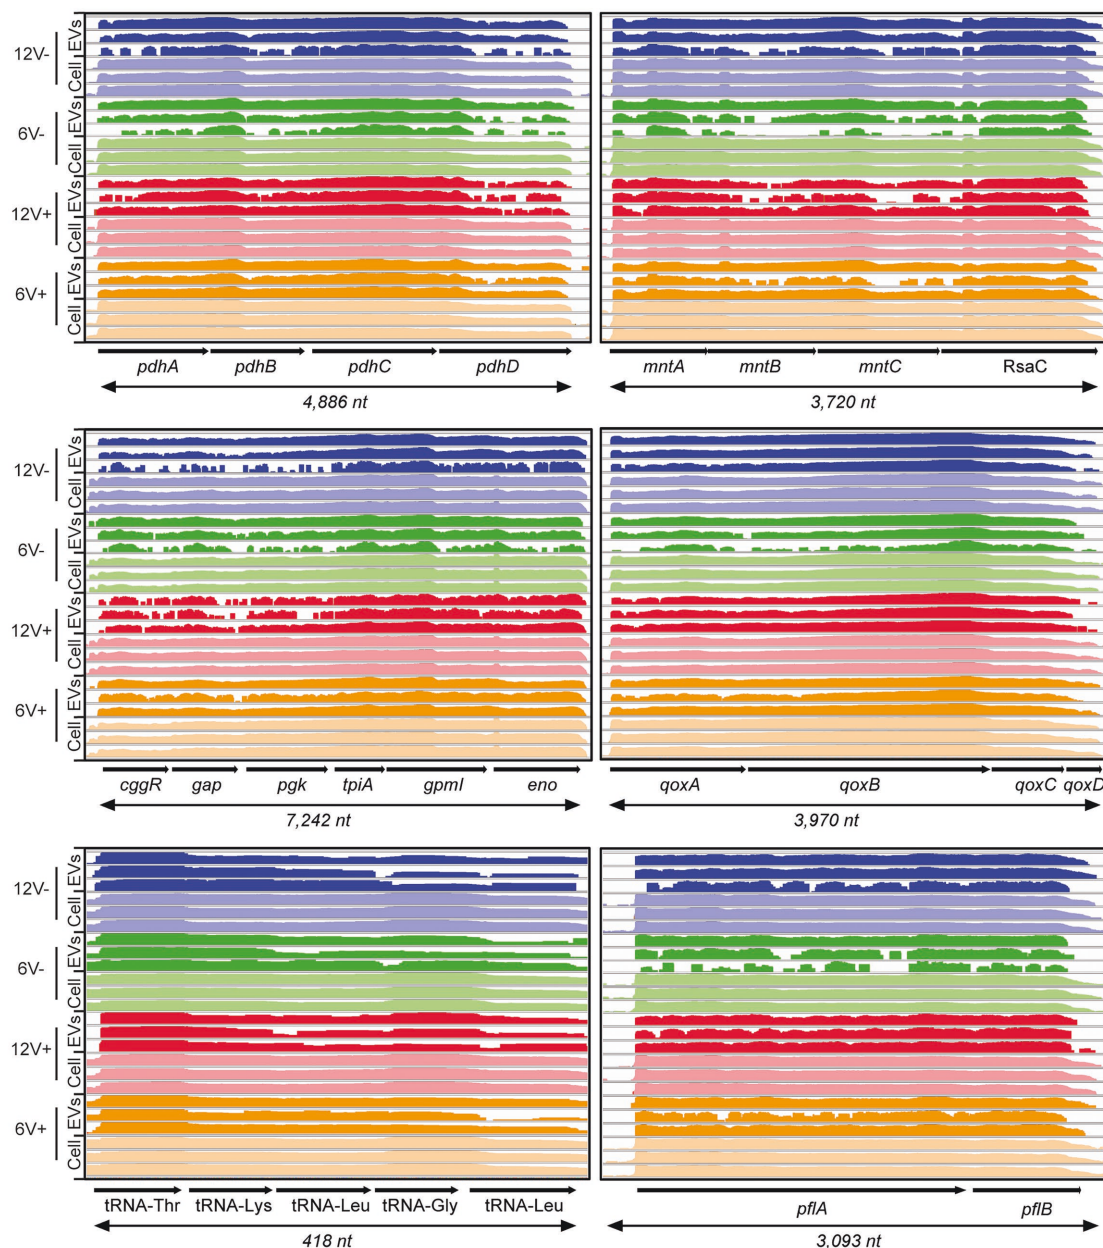 12V-
EVs
Cell
6V-
EVs
Cell
12V+
EVs
Cell
6V+
EVs
Cell
pdhA pdhB pdhC pdhD
4,886 nt
mntA mntB mntC RsaC
3,720 nt
12V-
EVs
Cell
6V-
EVs
Cell
12V+
EVs
Cell
6V+
EVs
Cell
cggR gap pgk tpiA gpmI eno
7,242 nt
qoxA qoxB qoxC qoxD
3,970 nt
12V-
EVs
Cell
6V-
EVs
Cell
12V+
EVs
Cell
6V+
EVs
Cell
tRNA-Thr tRNA-Lys tRNA-Leu tRNA-Gly tRNA-Leu
418 nt
pflA pflB
3,093 nt